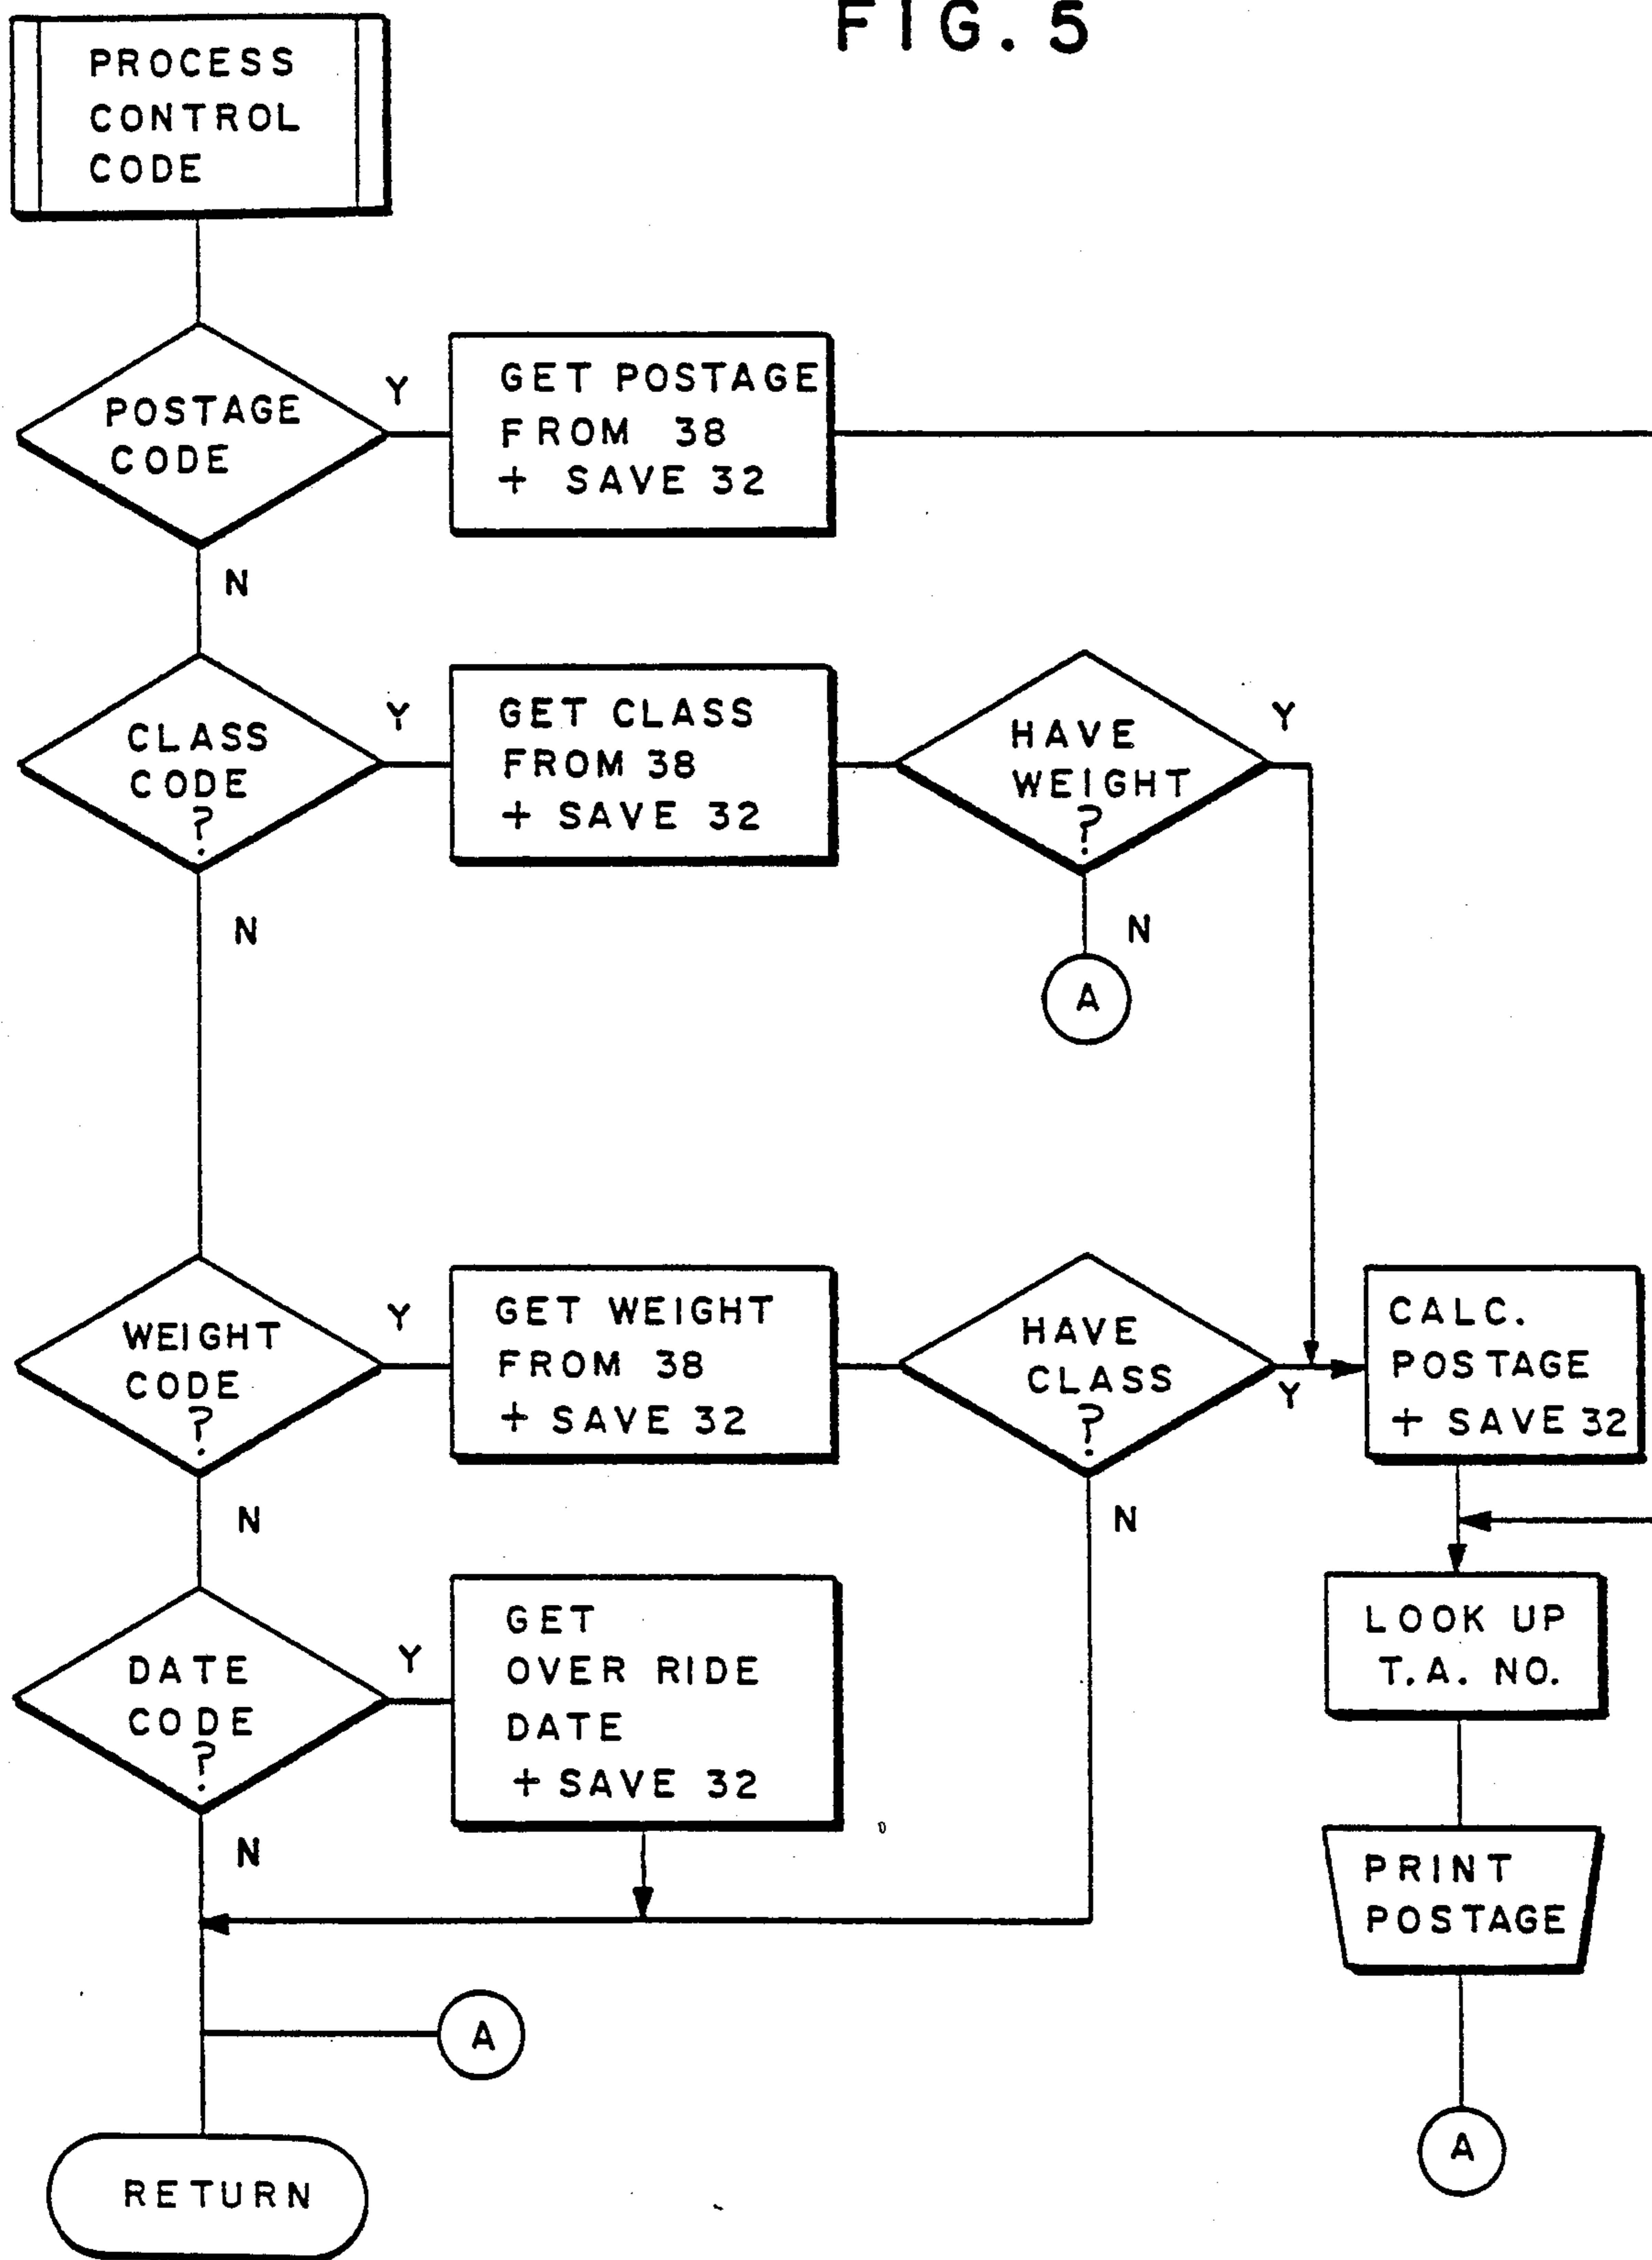 FIG. 5
PROCESS
CONTROL
CODE
POSTAGE
CODE
Y
N
GET POSTAGE
FROM 38
+ SAVE 32
CLASS
CODE
?
Y
N
GET CLASS
FROM 38
+ SAVE 32
HAVE
WEIGHT
?
Y
N
A
WEIGHT
CODE
?
Y
N
GET WEIGHT
FROM 38
+ SAVE 32
HAVE
CLASS
?
Y
N
CALC.
POSTAGE
+ SAVE 32
DATE
CODE
?
Y
N
GET
OVER RIDE
DATE
+ SAVE 32
LOOK UP
T.A. NO.
PRINT
POSTAGE
A
A
RETURN